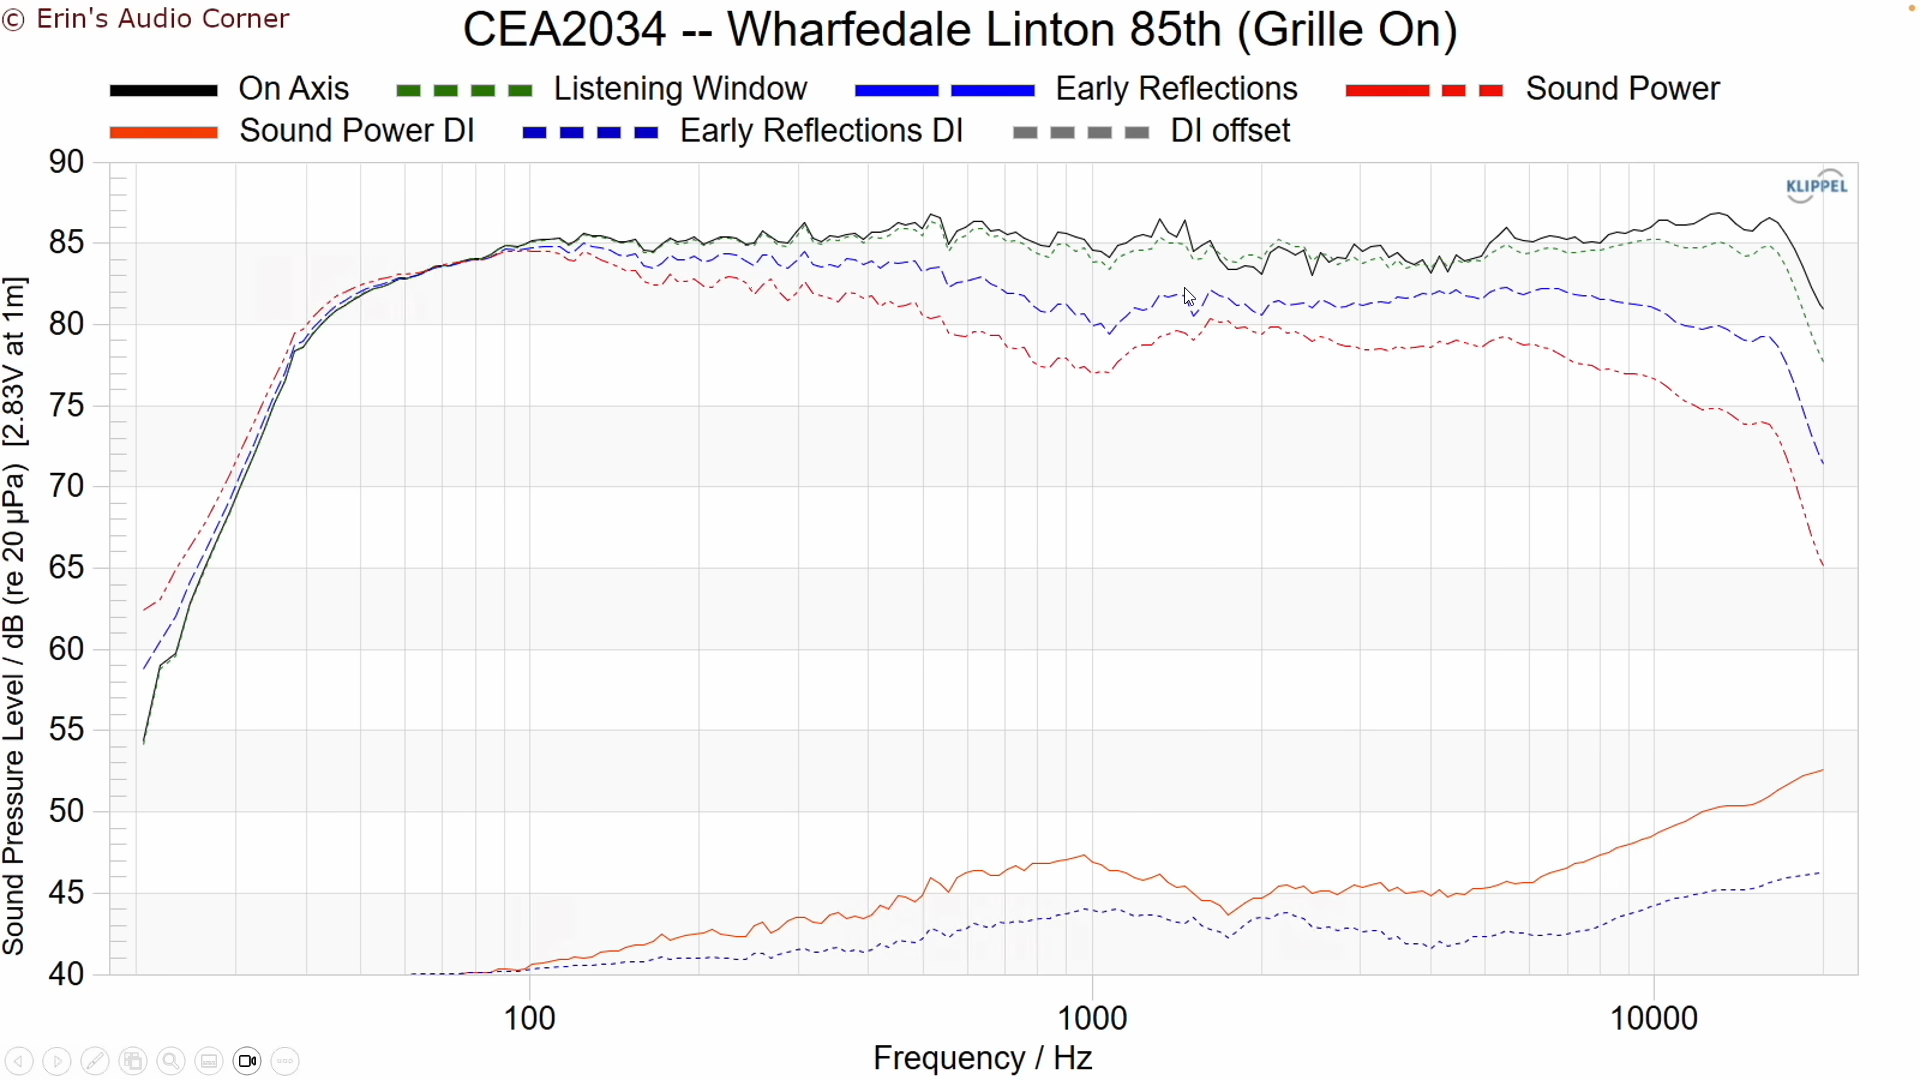 © Erin's Audio Corner
CEA2034 -- Wharfedale Linton 85th (Grille On)
On Axis Listening Window Early Reflections Sound Power
Sound Power DI Early Reflections DI DI offset
KLIPPEL
Sound Pressure Level / dB (re 20 µPa) [2.83V at 1m]
90
85
80
75
70
65
60
55
50
45
40
100 1000 10000
Frequency / Hz